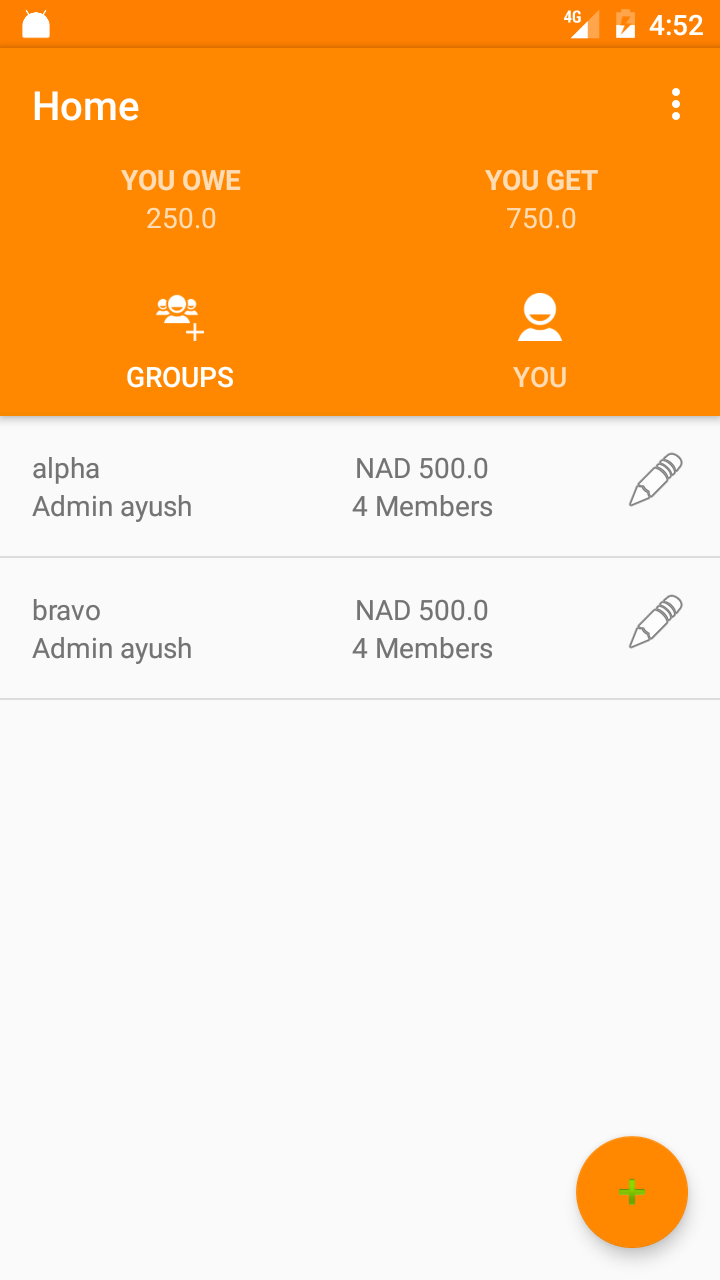 4G 4:52
Home
YOU OWE YOU GET
250.0 750.0
GROUPS YOU
alpha NAD 500.0
Admin ayush 4 Members
bravo NAD 500.0
Admin ayush 4 Members